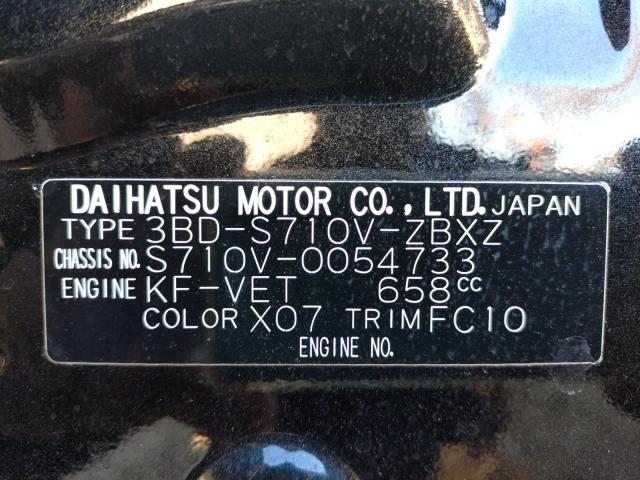 DAIHATSU MOTOR CO., LTD. JAPAN
TYPE 3BD-S710V-ZBXZ
CHASSIS NO. S710V-0054733
ENGINE KF-VET 658CC
COLOR X07 TRIM FC10
ENGINE NO.